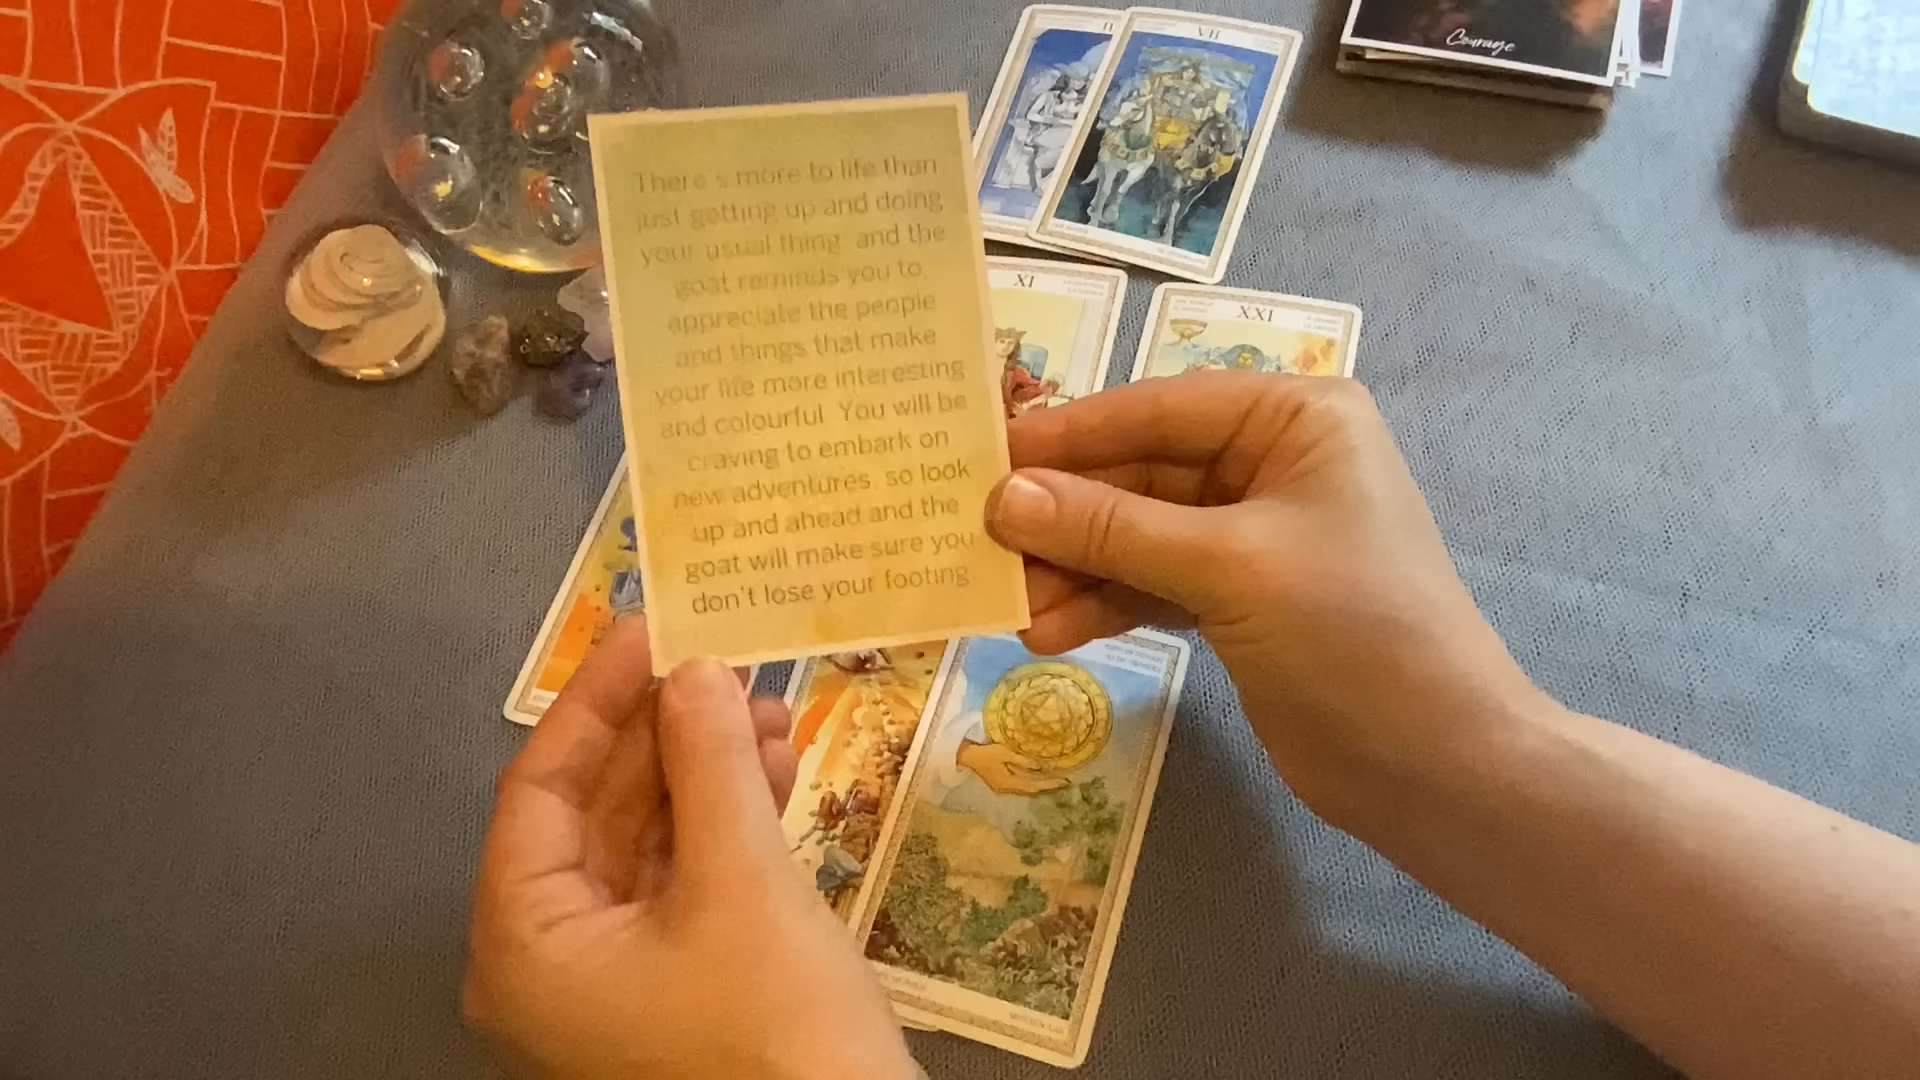 Courage
VII
XI
XXI
There's more to life than
just getting up and doing
your usual thing and the
goat reminds you to
appreciate the people
and things that make
your life more interesting
and colourful You will be
craving to embark on
new adventures so look
up and ahead and the
goat will make sure you
don't lose your footing